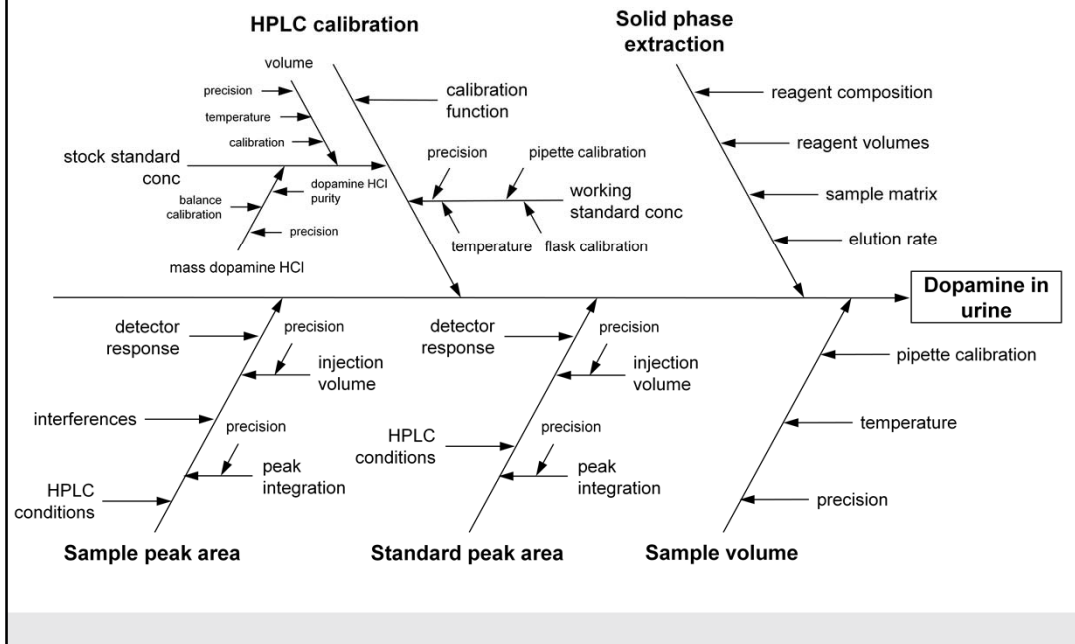 HPLC calibration
Solid phase
extraction
volume
precision
temperature
calibration
calibration
function
stock standard
conc
precision
pipette calibration
working
standard conc
temperature
flask calibration
dopamine HCl
purity
balance
calibration
precision
mass dopamine HCl
reagent composition
reagent volumes
sample matrix
elution rate
Dopamine in
urine
detector
response
precision
injection
volume
interferences
precision
peak
integration
HPLC
conditions
Sample peak area
detector
response
precision
injection
volume
HPLC
conditions
precision
peak
integration
Standard peak area
pipette calibration
temperature
precision
Sample volume